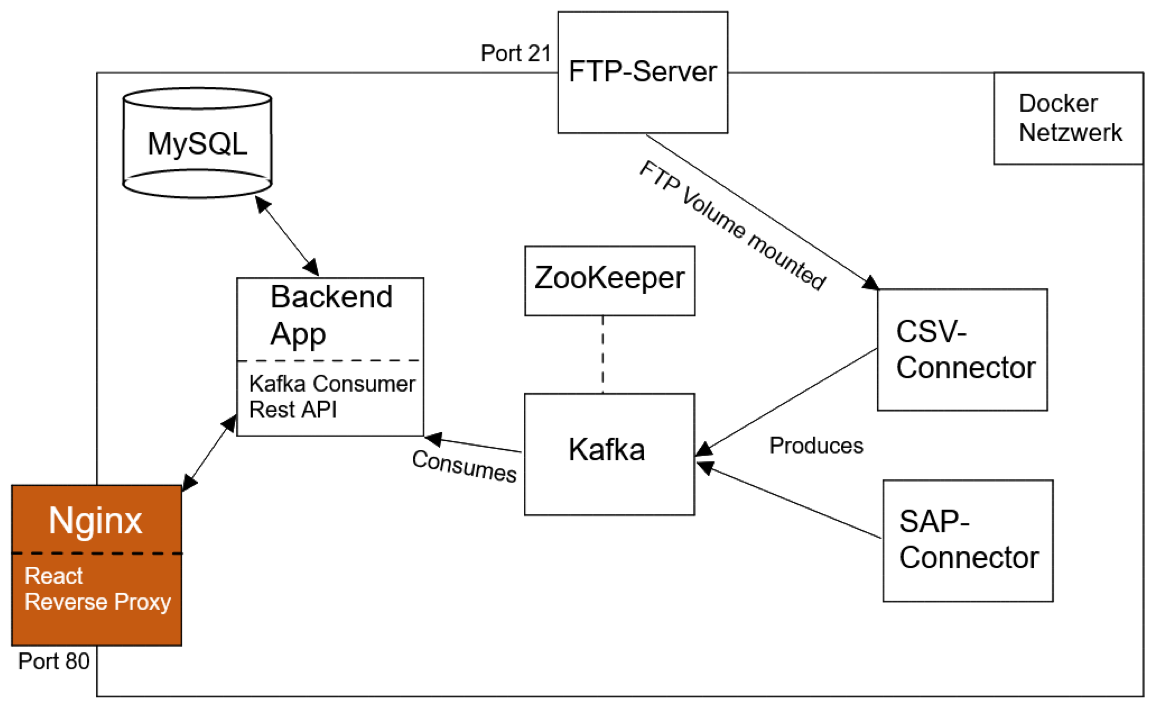 Port 21
FTP-Server
Docker
Netzwerk
MySQL
FTP Volume mounted
ZooKeeper
Backend
App
Kafka Consumer
Rest API
CSV-
Connector
Kafka
Produces
Consumes
SAP-
Connector
Nginx
React
Reverse Proxy
Port 80